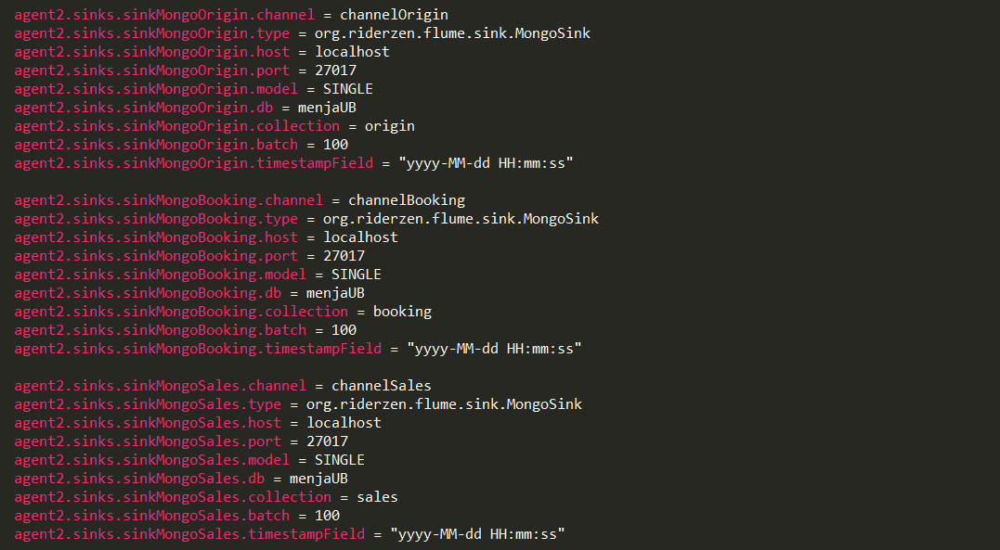 agent2.sinks.sinkMongoOrigin.channel = channelOrigin
agent2.sinks.sinkMongoOrigin.type = org.riderzen.flume.sink.MongoSink
agent2.sinks.sinkMongoOrigin.host = localhost
agent2.sinks.sinkMongoOrigin.port = 27017
agent2.sinks.sinkMongoOrigin.model = SINGLE
agent2.sinks.sinkMongoOrigin.db = menjaUB
agent2.sinks.sinkMongoOrigin.collection = origin
agent2.sinks.sinkMongoOrigin.batch = 100
agent2.sinks.sinkMongoOrigin.timestampField = "yyyy-MM-dd HH:mm:ss"

agent2.sinks.sinkMongoBooking.channel = channelBooking
agent2.sinks.sinkMongoBooking.type = org.riderzen.flume.sink.MongoSink
agent2.sinks.sinkMongoBooking.host = localhost
agent2.sinks.sinkMongoBooking.port = 27017
agent2.sinks.sinkMongoBooking.model = SINGLE
agent2.sinks.sinkMongoBooking.db = menjaUB
agent2.sinks.sinkMongoBooking.collection = booking
agent2.sinks.sinkMongoBooking.batch = 100
agent2.sinks.sinkMongoBooking.timestampField = "yyyy-MM-dd HH:mm:ss"

agent2.sinks.sinkMongoSales.channel = channelSales
agent2.sinks.sinkMongoSales.type = org.riderzen.flume.sink.MongoSink
agent2.sinks.sinkMongoSales.host = localhost
agent2.sinks.sinkMongoSales.port = 27017
agent2.sinks.sinkMongoSales.model = SINGLE
agent2.sinks.sinkMongoSales.db = menjaUB
agent2.sinks.sinkMongoSales.collection = sales
agent2.sinks.sinkMongoSales.batch = 100
agent2.sinks.sinkMongoSales.timestampField = "yyyy-MM-dd HH:mm:ss"